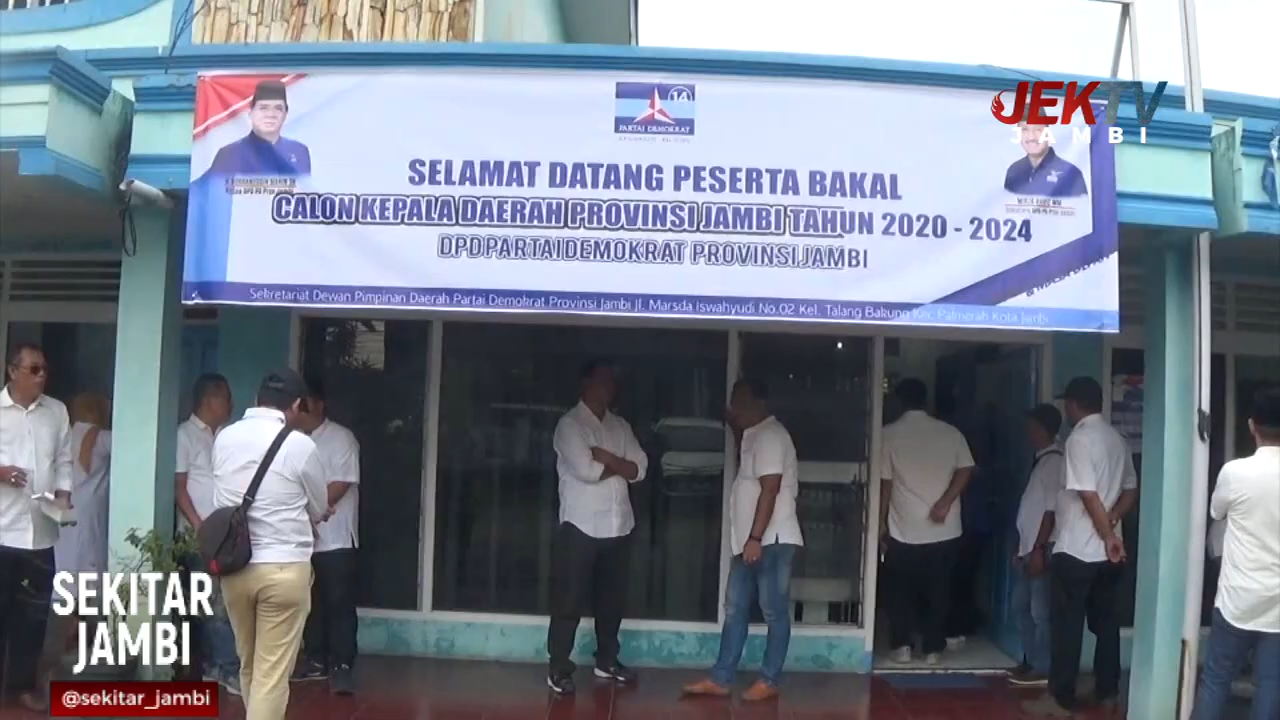 JEKTV
JAMBI
14
PARTAI DEMOKRAT
SELAMAT DATANG PESERTA BAKAL
CALON KEPALA DAERAH PROVINSI JAMBI TAHUN 2020 - 2024
DPD PARTAI DEMOKRAT PROVINSI JAMBI
Sekretariat Dewan Pimpinan Daerah Partai Demokrat Provinsi Jambi Jl. Marsda Iswahyudi No.02 Kel. Talang Bakung Kec. Palmerah Kota Jambi
SEKITAR
JAMBI
@sekitar_jambi